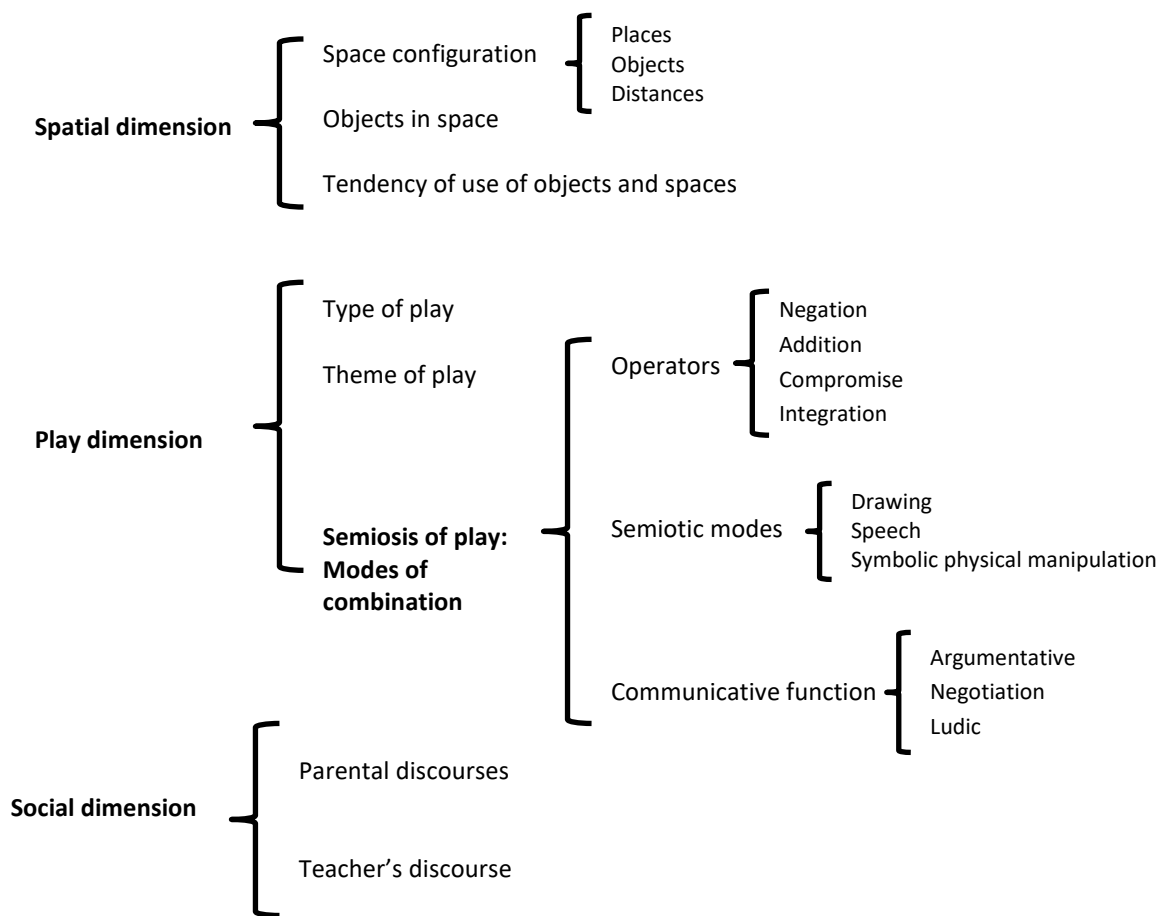 Spatial dimension
Space configuration
Places
Objects
Distances
Objects in space
Tendency of use of objects and spaces
Play dimension
Type of play
Theme of play
Semiosis of play:
Modes of
combination
Operators
Negation
Addition
Compromise
Integration
Semiotic modes
Drawing
Speech
Symbolic physical manipulation
Communicative function
Argumentative
Negotiation
Ludic
Social dimension
Parental discourses
Teacher’s discourse